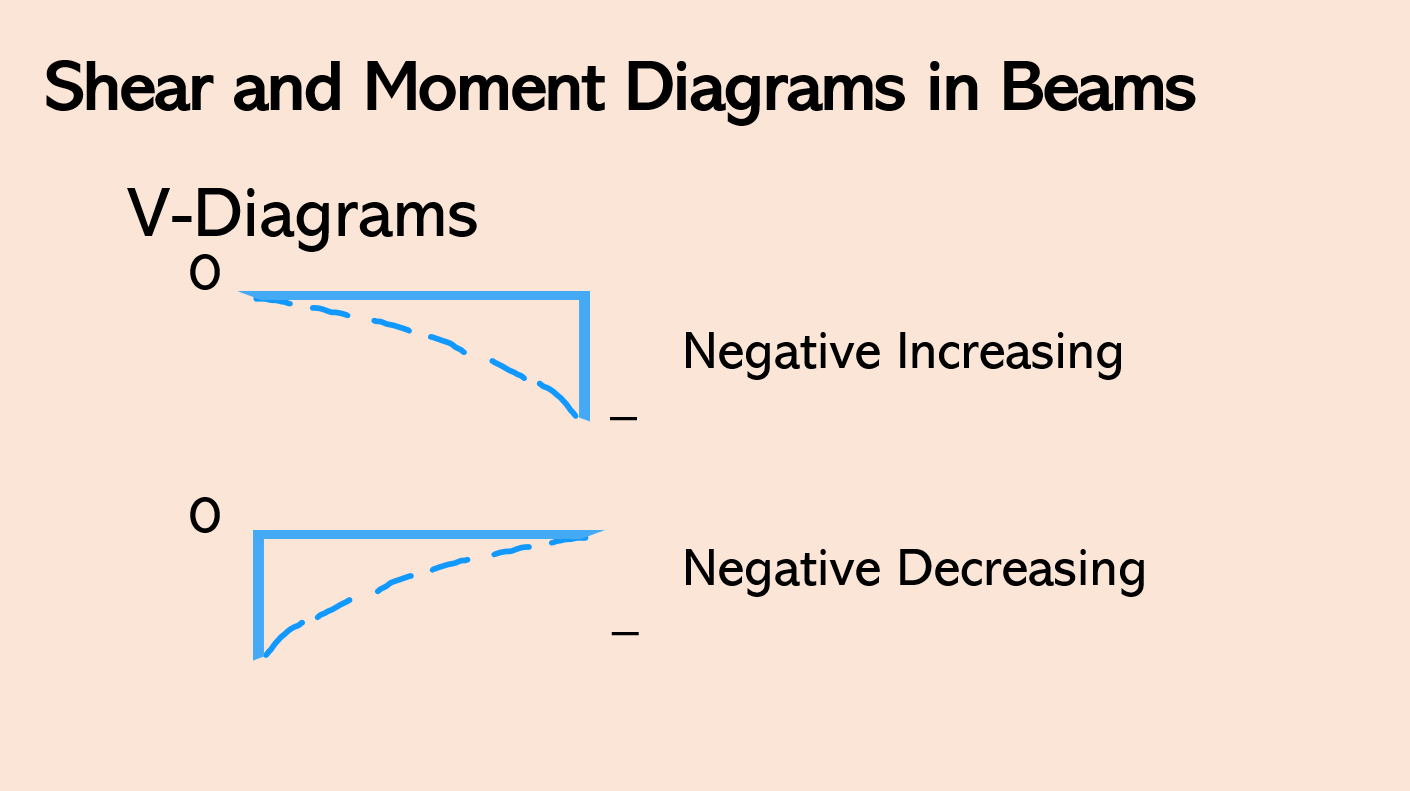 Shear and Moment Diagrams in Beams
V-Diagrams
0
Negative Increasing
–
0
Negative Decreasing
–